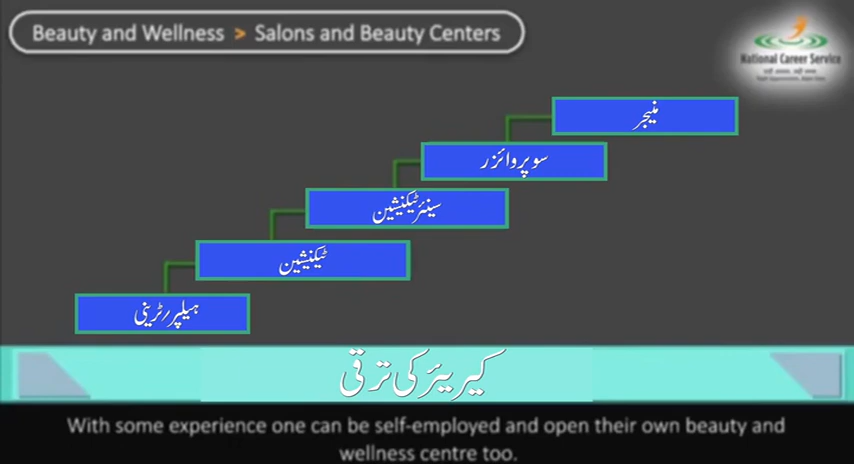 Beauty and Wellness > Salons and Beauty Centers
National Career Service
منیجر
سوپروائزر
سینئر ٹیکنیشین
ٹیکنیشین
ہیلپر/ٹرینی
کیریئر کی ترقی
With some experience one can be self-employed and open their own beauty and
wellness centre too.